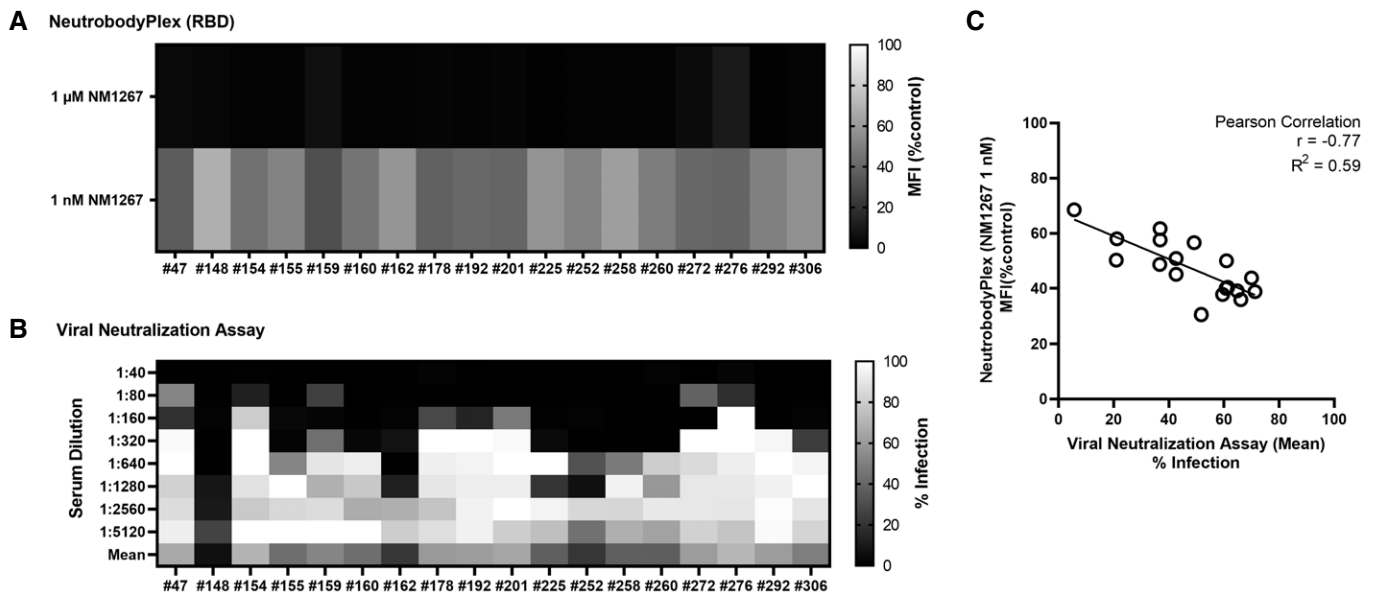 A
NeutrobodyPlex (RBD)
1 µM NM1267
1 nM NM1267
#47 #148 #154 #155 #159 #160 #162 #178 #192 #201 #225 #252 #258 #260 #272 #276 #292 #306
100
80
60
40
20
0
MFI (%control)
B
Viral Neutralization Assay
Serum Dilution
1:40
1:80
1:160
1:320
1:640
1:1280
1:2560
1:5120
Mean
#47 #148 #154 #155 #159 #160 #162 #178 #192 #201 #225 #252 #258 #260 #272 #276 #292 #306
100
80
60
40
20
0
% Infection
C
Pearson Correlation
r = -0.77
R² = 0.59
NeutrobodyPlex (NM1267 1 nM)
MFI(%control)
100
80
60
40
20
0
0 20 40 60 80 100
Viral Neutralization Assay (Mean)
% Infection